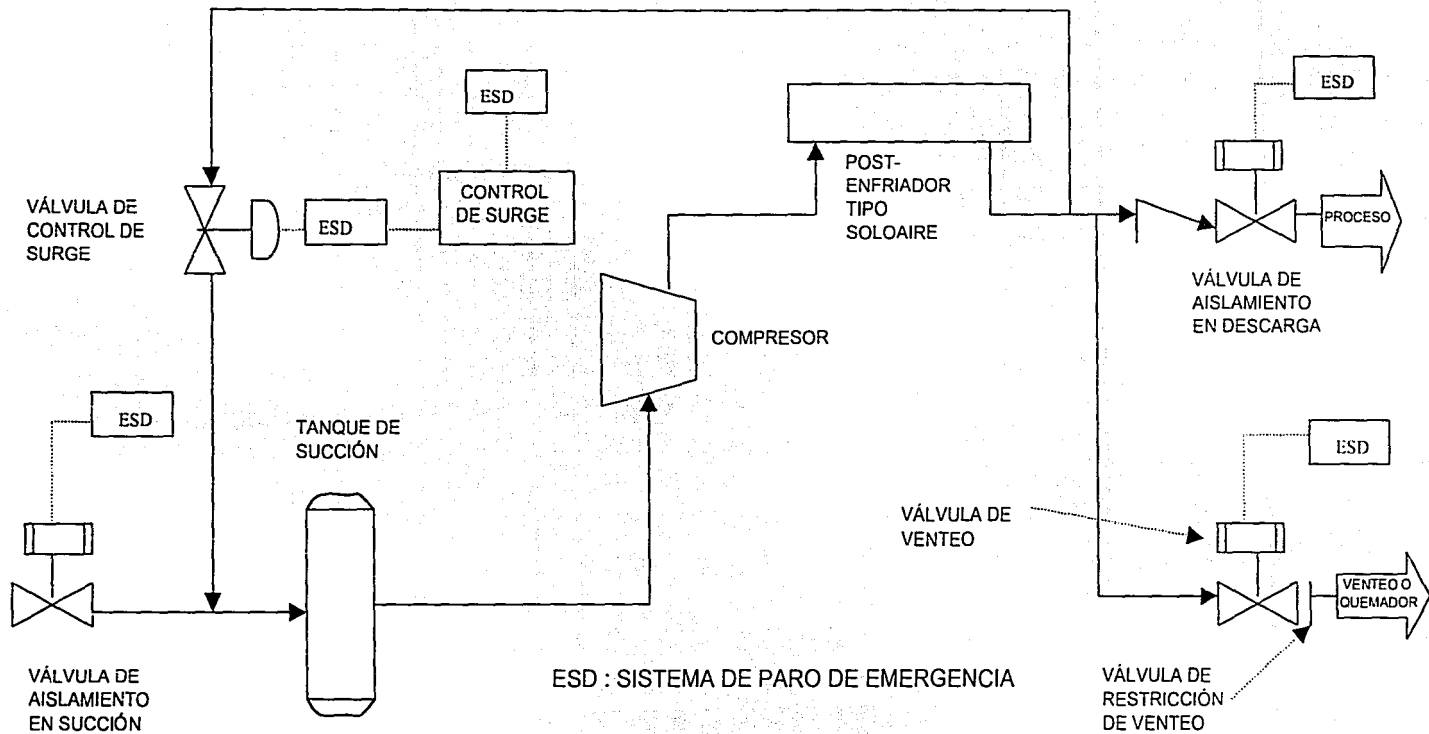 ESD
ESD
VÁLVULA DE
CONTROL DE
SURGE
ESD
CONTROL
DE SURGE
POST-
ENFRIADOR
TIPO
SOLOAIRE
PROCESO
VÁLVULA DE
AISLAMIENTO
EN DESCARGA
COMPRESOR
ESD
TANQUE DE
SUCCIÓN
ESD
VÁLVULA DE
VENTEO
VENTEO O
QUEMADOR
VÁLVULA DE
AISLAMIENTO
EN SUCCIÓN
ESD : SISTEMA DE PARO DE EMERGENCIA
VÁLVULA DE
RESTRICCIÓN
DE VENTEO